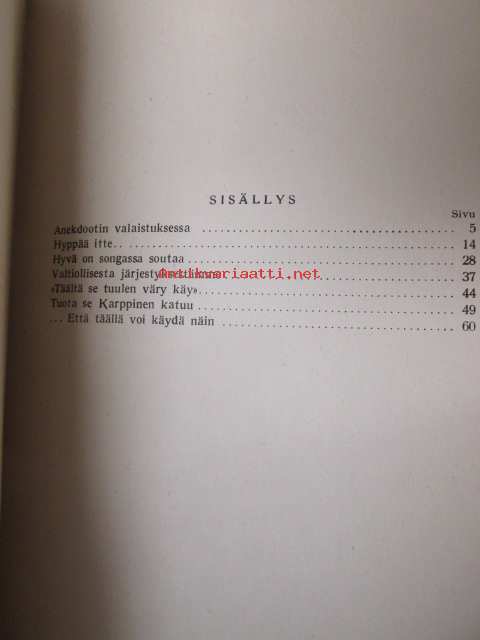 SISÄLLYS
Sivu
Anekdootin valaistuksessa ........................................ 5
Hyppää itte.. ........................................ 14
Hyvä on songassa soutaa ........................................ 28
Valtiollisesta ........................................ 37
Antikvariaatti.net
«Täältä se tuulen väry käy». ........................................ 44
Tuota se Karppinen katuu ........................................ 49
... Että täällä voi käydä näin ........................................ 60